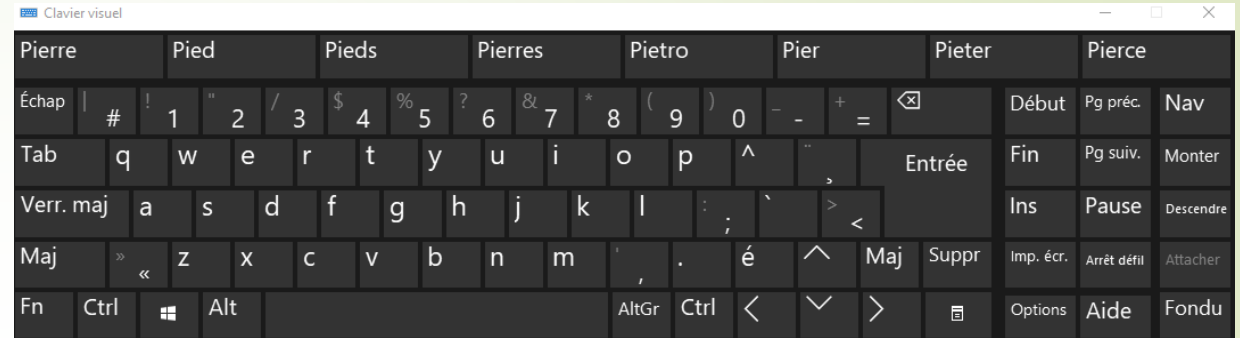 Clavier visuel
Pierre Pied Pieds Pierres Pietro Pier Pieter Pierce
Échap | # ! 1 " 2 / 3 $ 4 % 5 ? 6 & 7 * 8 ( 9 ) 0 _ - + = Début Pg préc. Nav
Tab q w e r t y u i o p ^ ¨ ¸ Entrée Fin Pg suiv. Monter
Verr. maj a s d f g h j k l : ; ` > < Ins Pause Descendre
Maj » « z x c v b n m ' , . é Maj Suppr Imp. écr. Arrêt défil Attacher
Fn Ctrl Alt AltGr Ctrl Options Aide Fondu